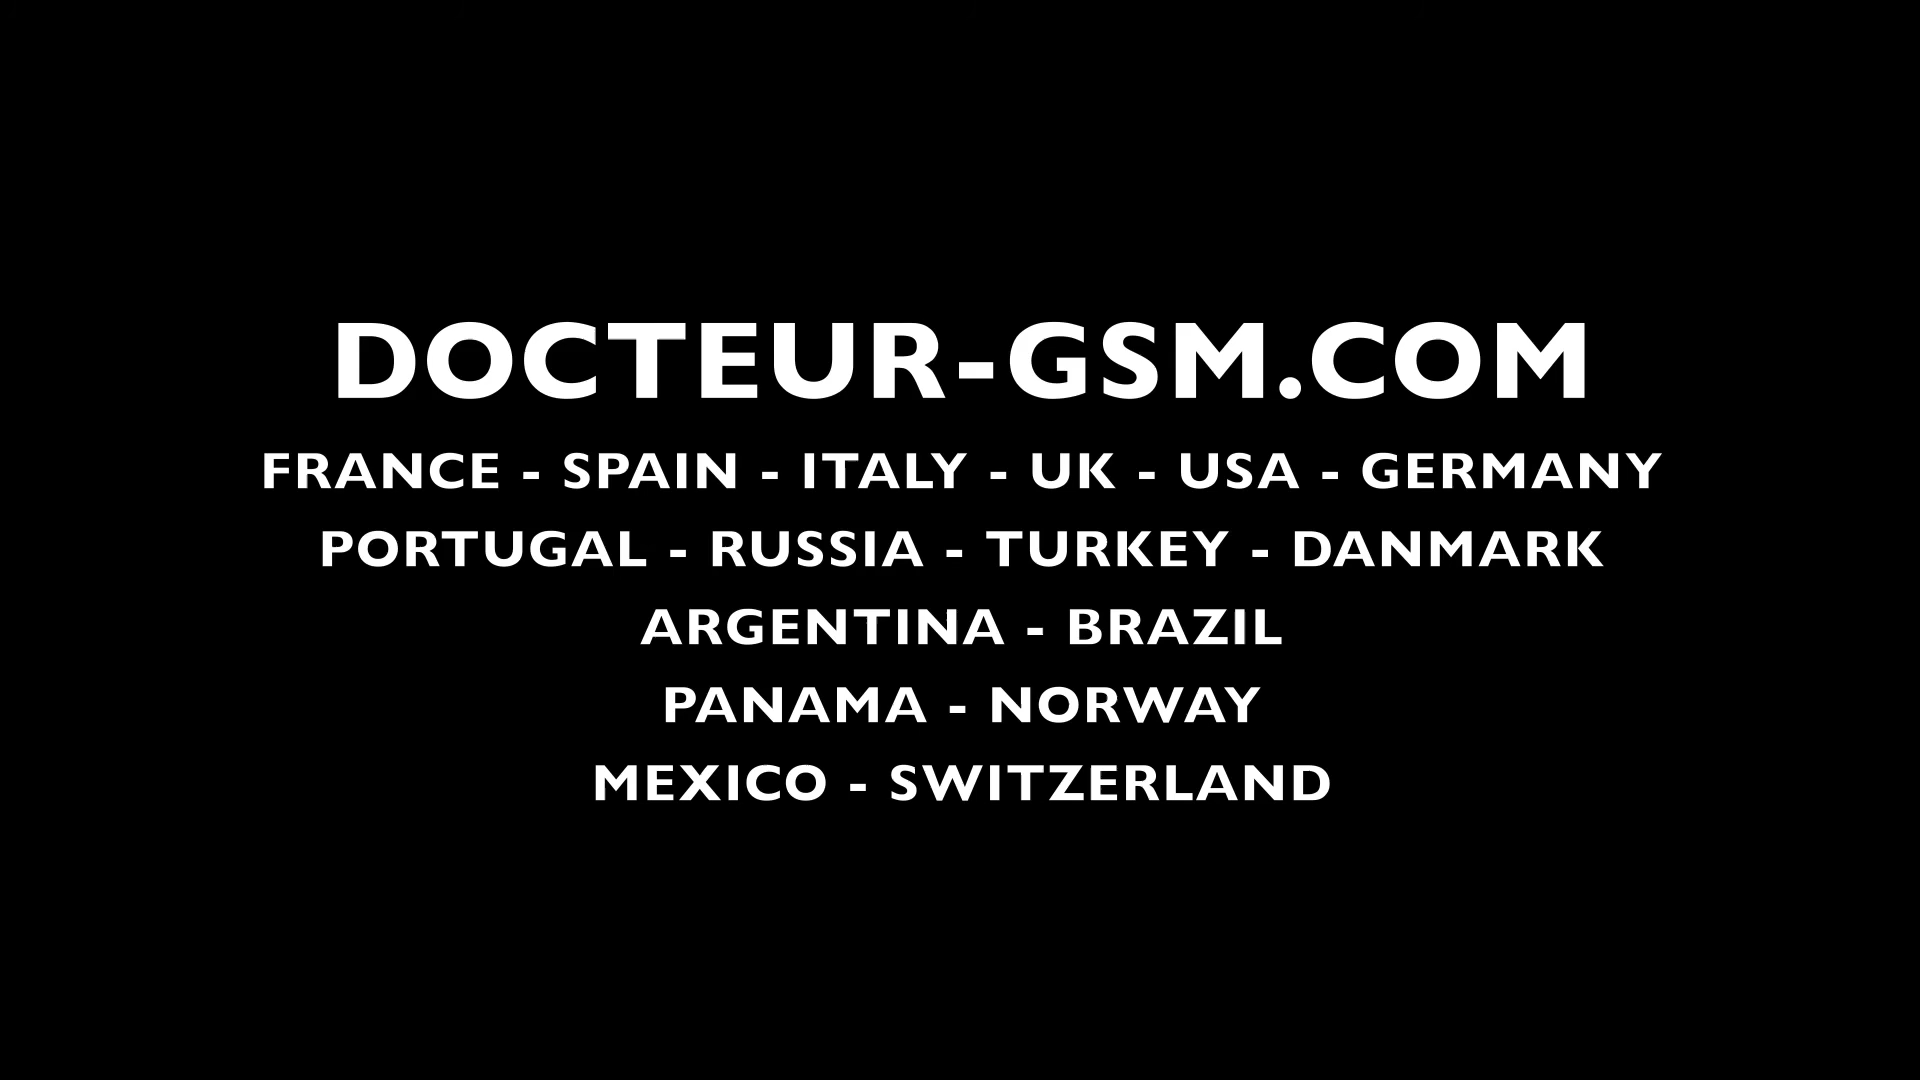 DOCTEUR-GSM.COM
FRANCE - SPAIN - ITALY - UK - USA - GERMANY
PORTUGAL - RUSSIA - TURKEY - DANMARK
ARGENTINA - BRAZIL
PANAMA - NORWAY
MEXICO - SWITZERLAND